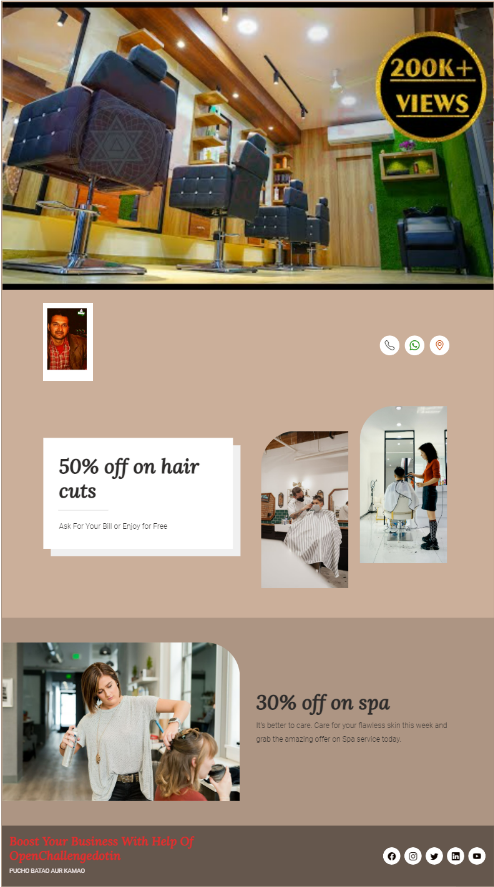 200K+
VIEWS
50% off on hair
cuts
Ask For Your Bill or Enjoy for Free
30% off on spa
It's better to care. Care for your flawless skin this week and
grab the amazing offer on Spa service today.
Boost Your Business With Help Of
OpenChallengedotin
PUCHO BATAO AUR KAMAO